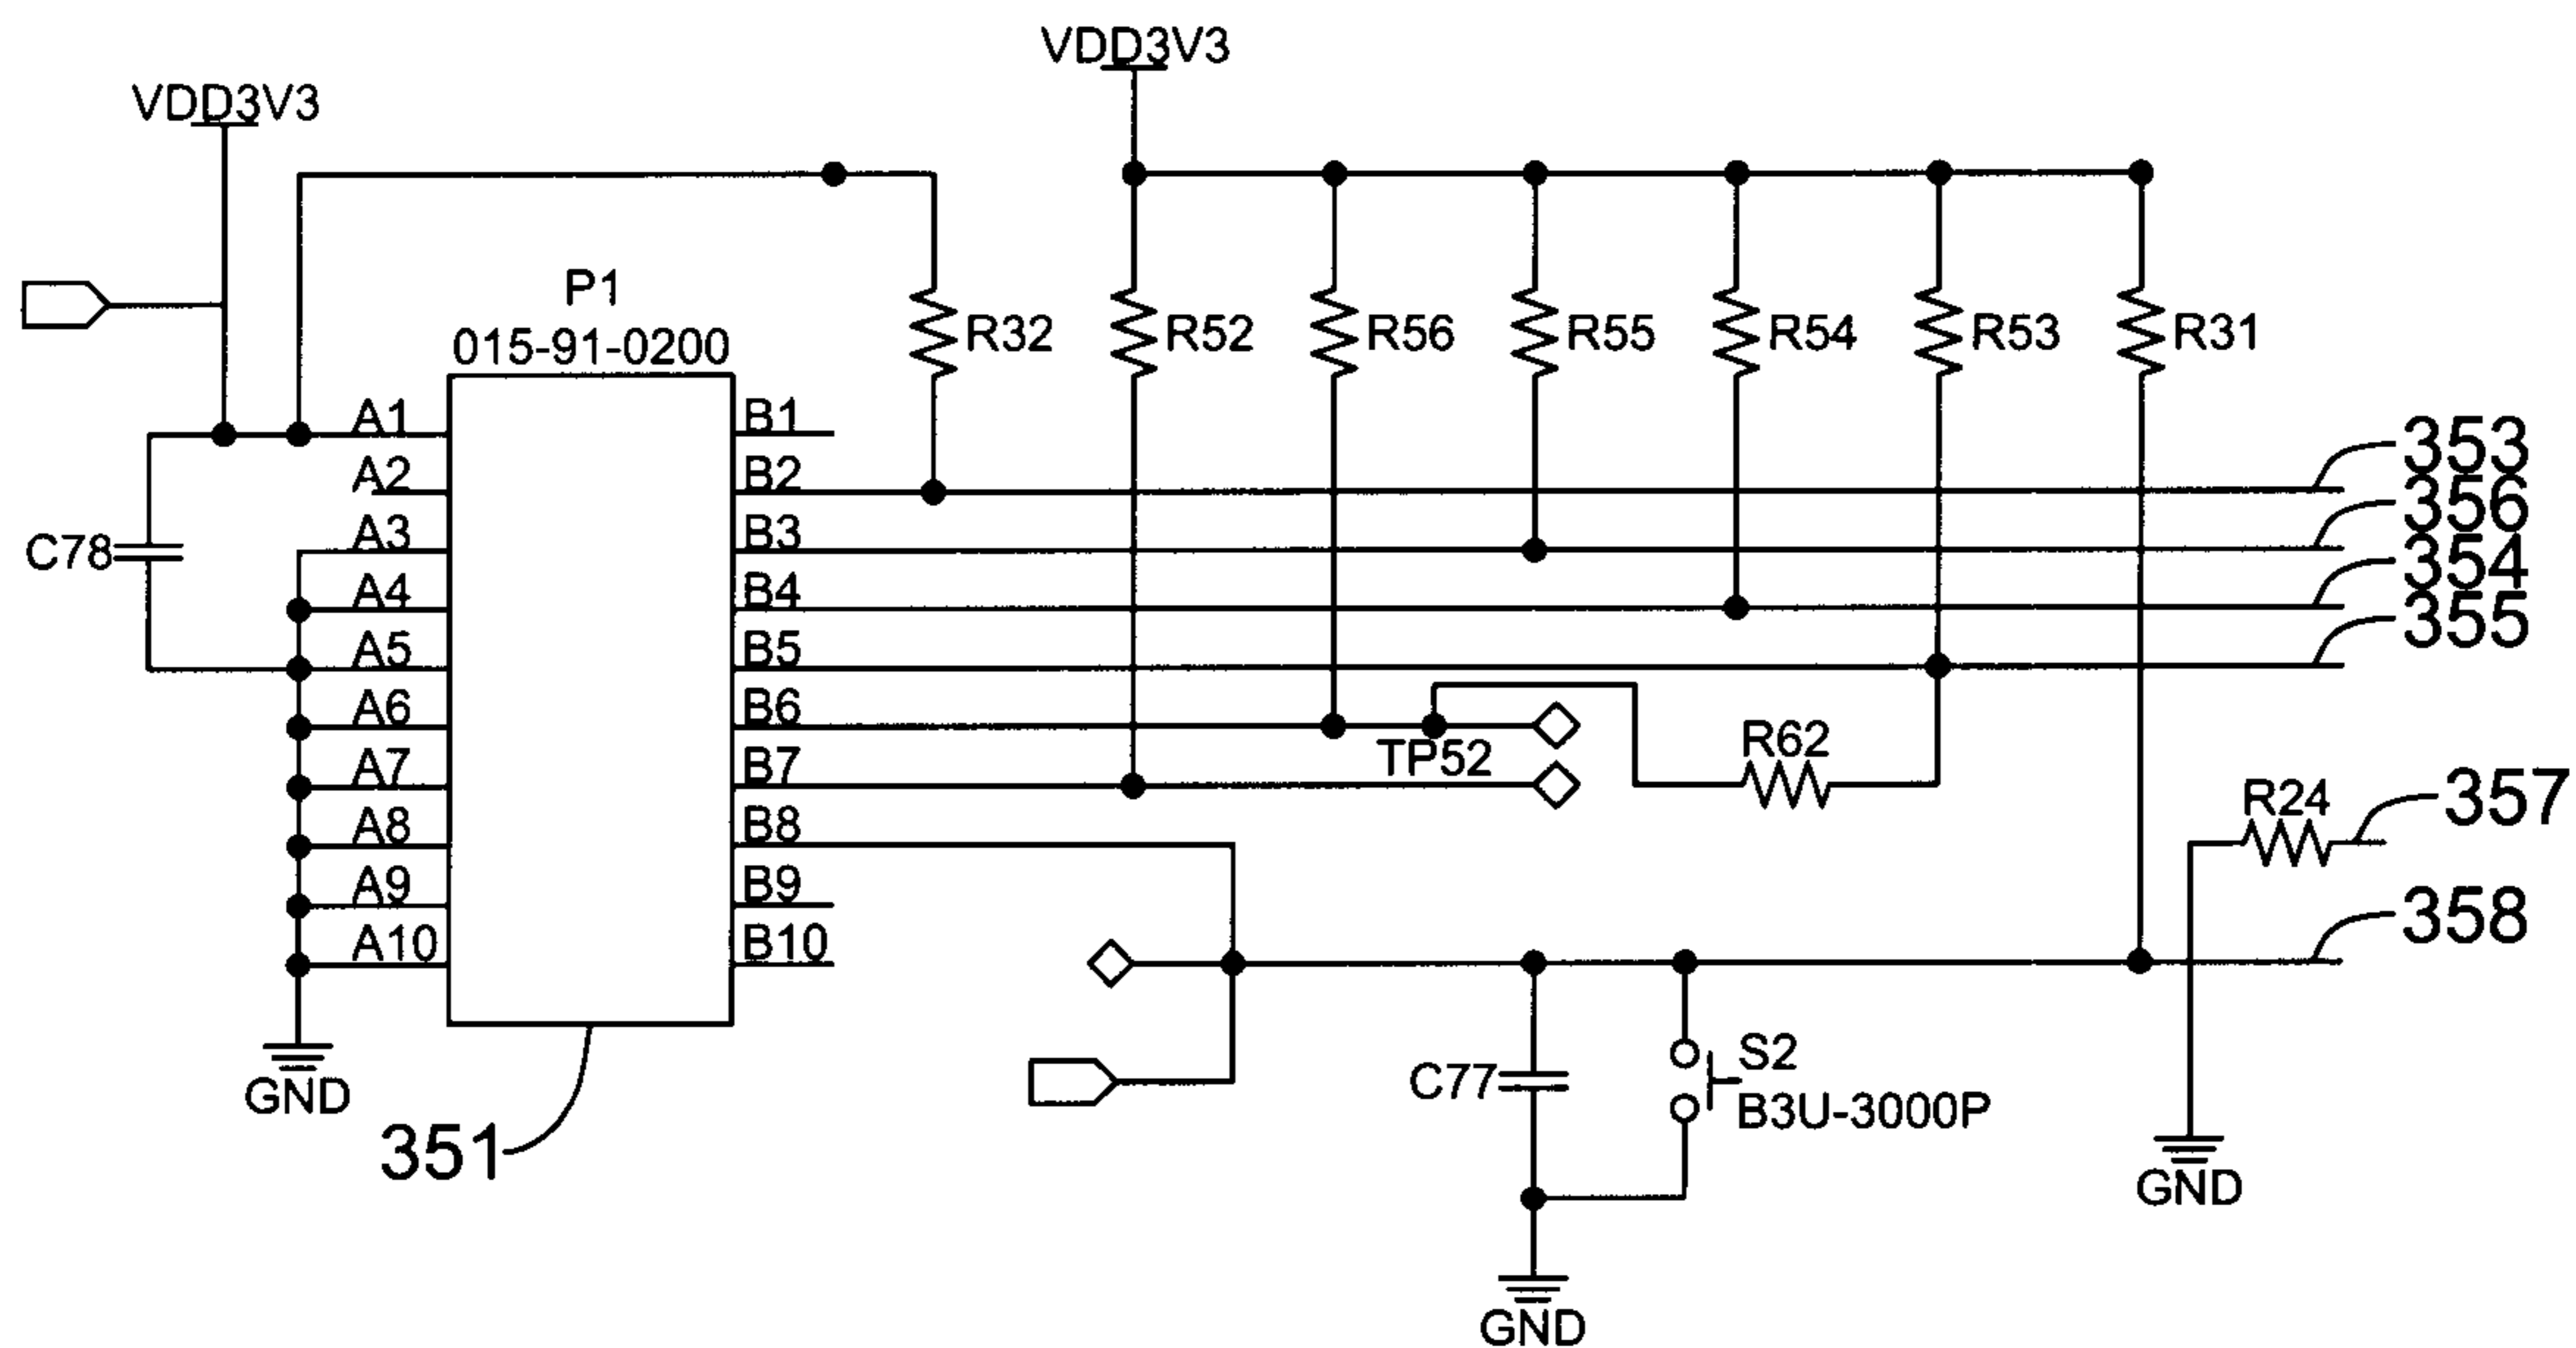 VDD3V3
VDD3V3
P1
015-91-0200
R32
R52
R56
R55
R54
R53
R31
A1
B1
353
A2
B2
356
C78
A3
B3
354
A4
B4
355
A5
B5
A6
B6
TP52
R62
A7
B7
R24
357
A8
B8
A9
B9
358
A10
B10
GND
351
C77
S2
B3U-3000P
GND
GND